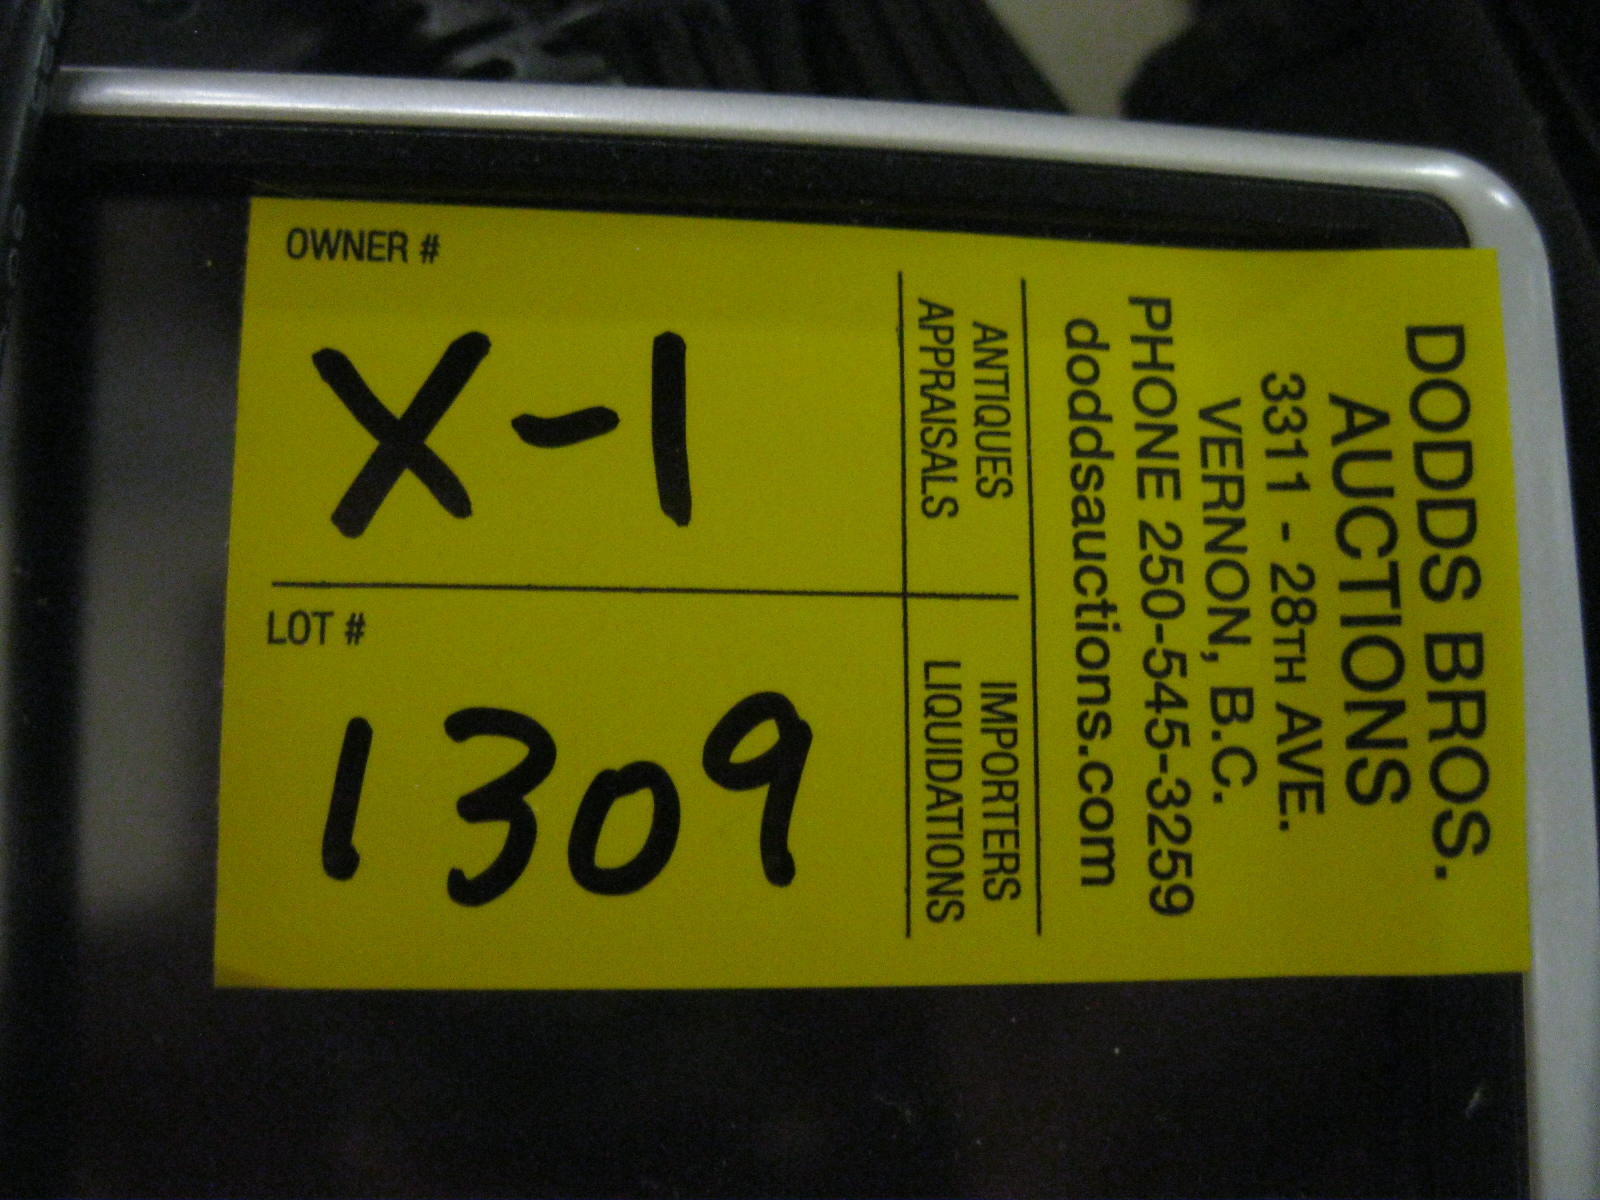 DODDS BROS.
AUCTIONS
3311 - 28TH AVE.
VERNON, B.C.
PHONE 250-545-3259
doddsauctions.com
ANTIQUES
APPRAISALS
IMPORTERS
LIQUIDATIONS
OWNER #
X-1
LOT #
1309